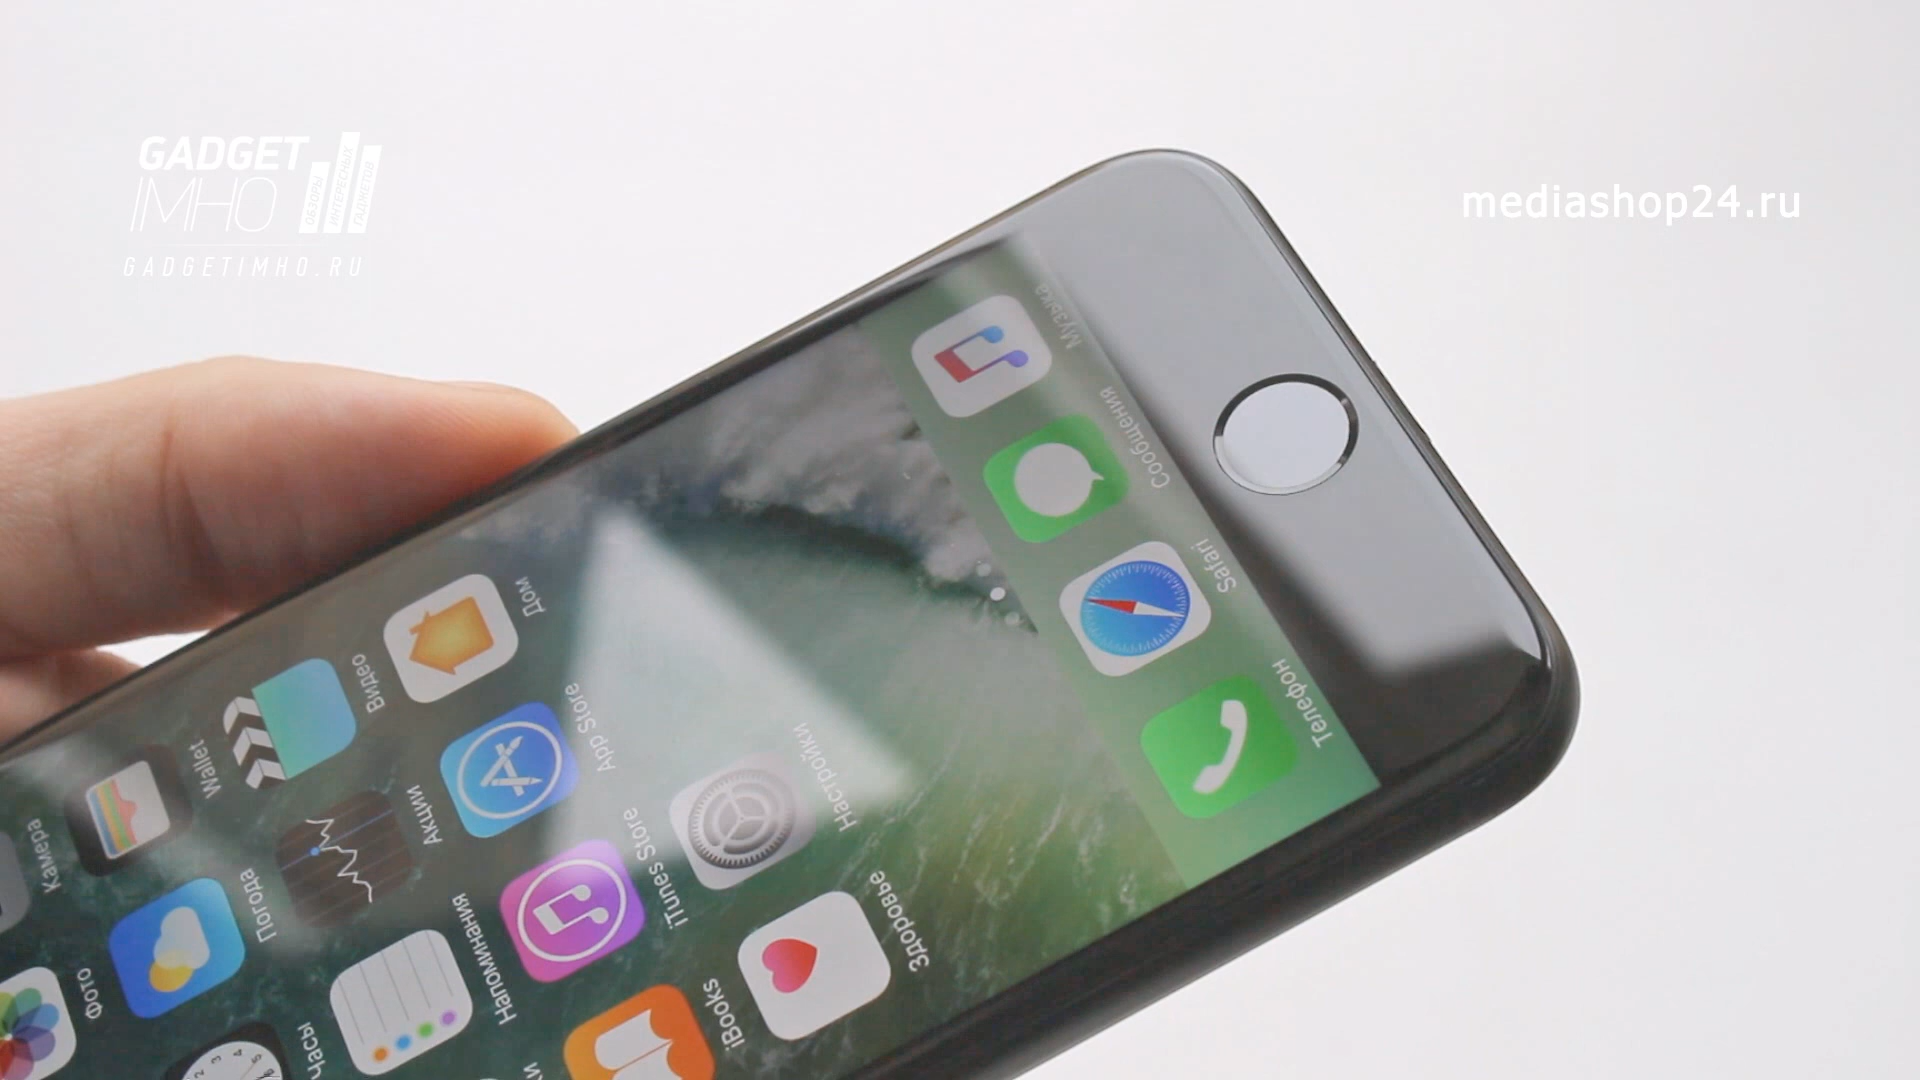 GADGET
IMHO
ОБЗОРЫ
ИНТЕРЕСНЫХ
ГАДЖЕТОВ
GADGETIMHO.RU
mediashop24.ru
Музыка
Сообщения
Safari
Телефон
Дом
Видео
Wallet
Камера
App Store
Акции
Погода
Фото
Настройки
iTunes Store
Напоминания
Часы
Здоровье
iBooks